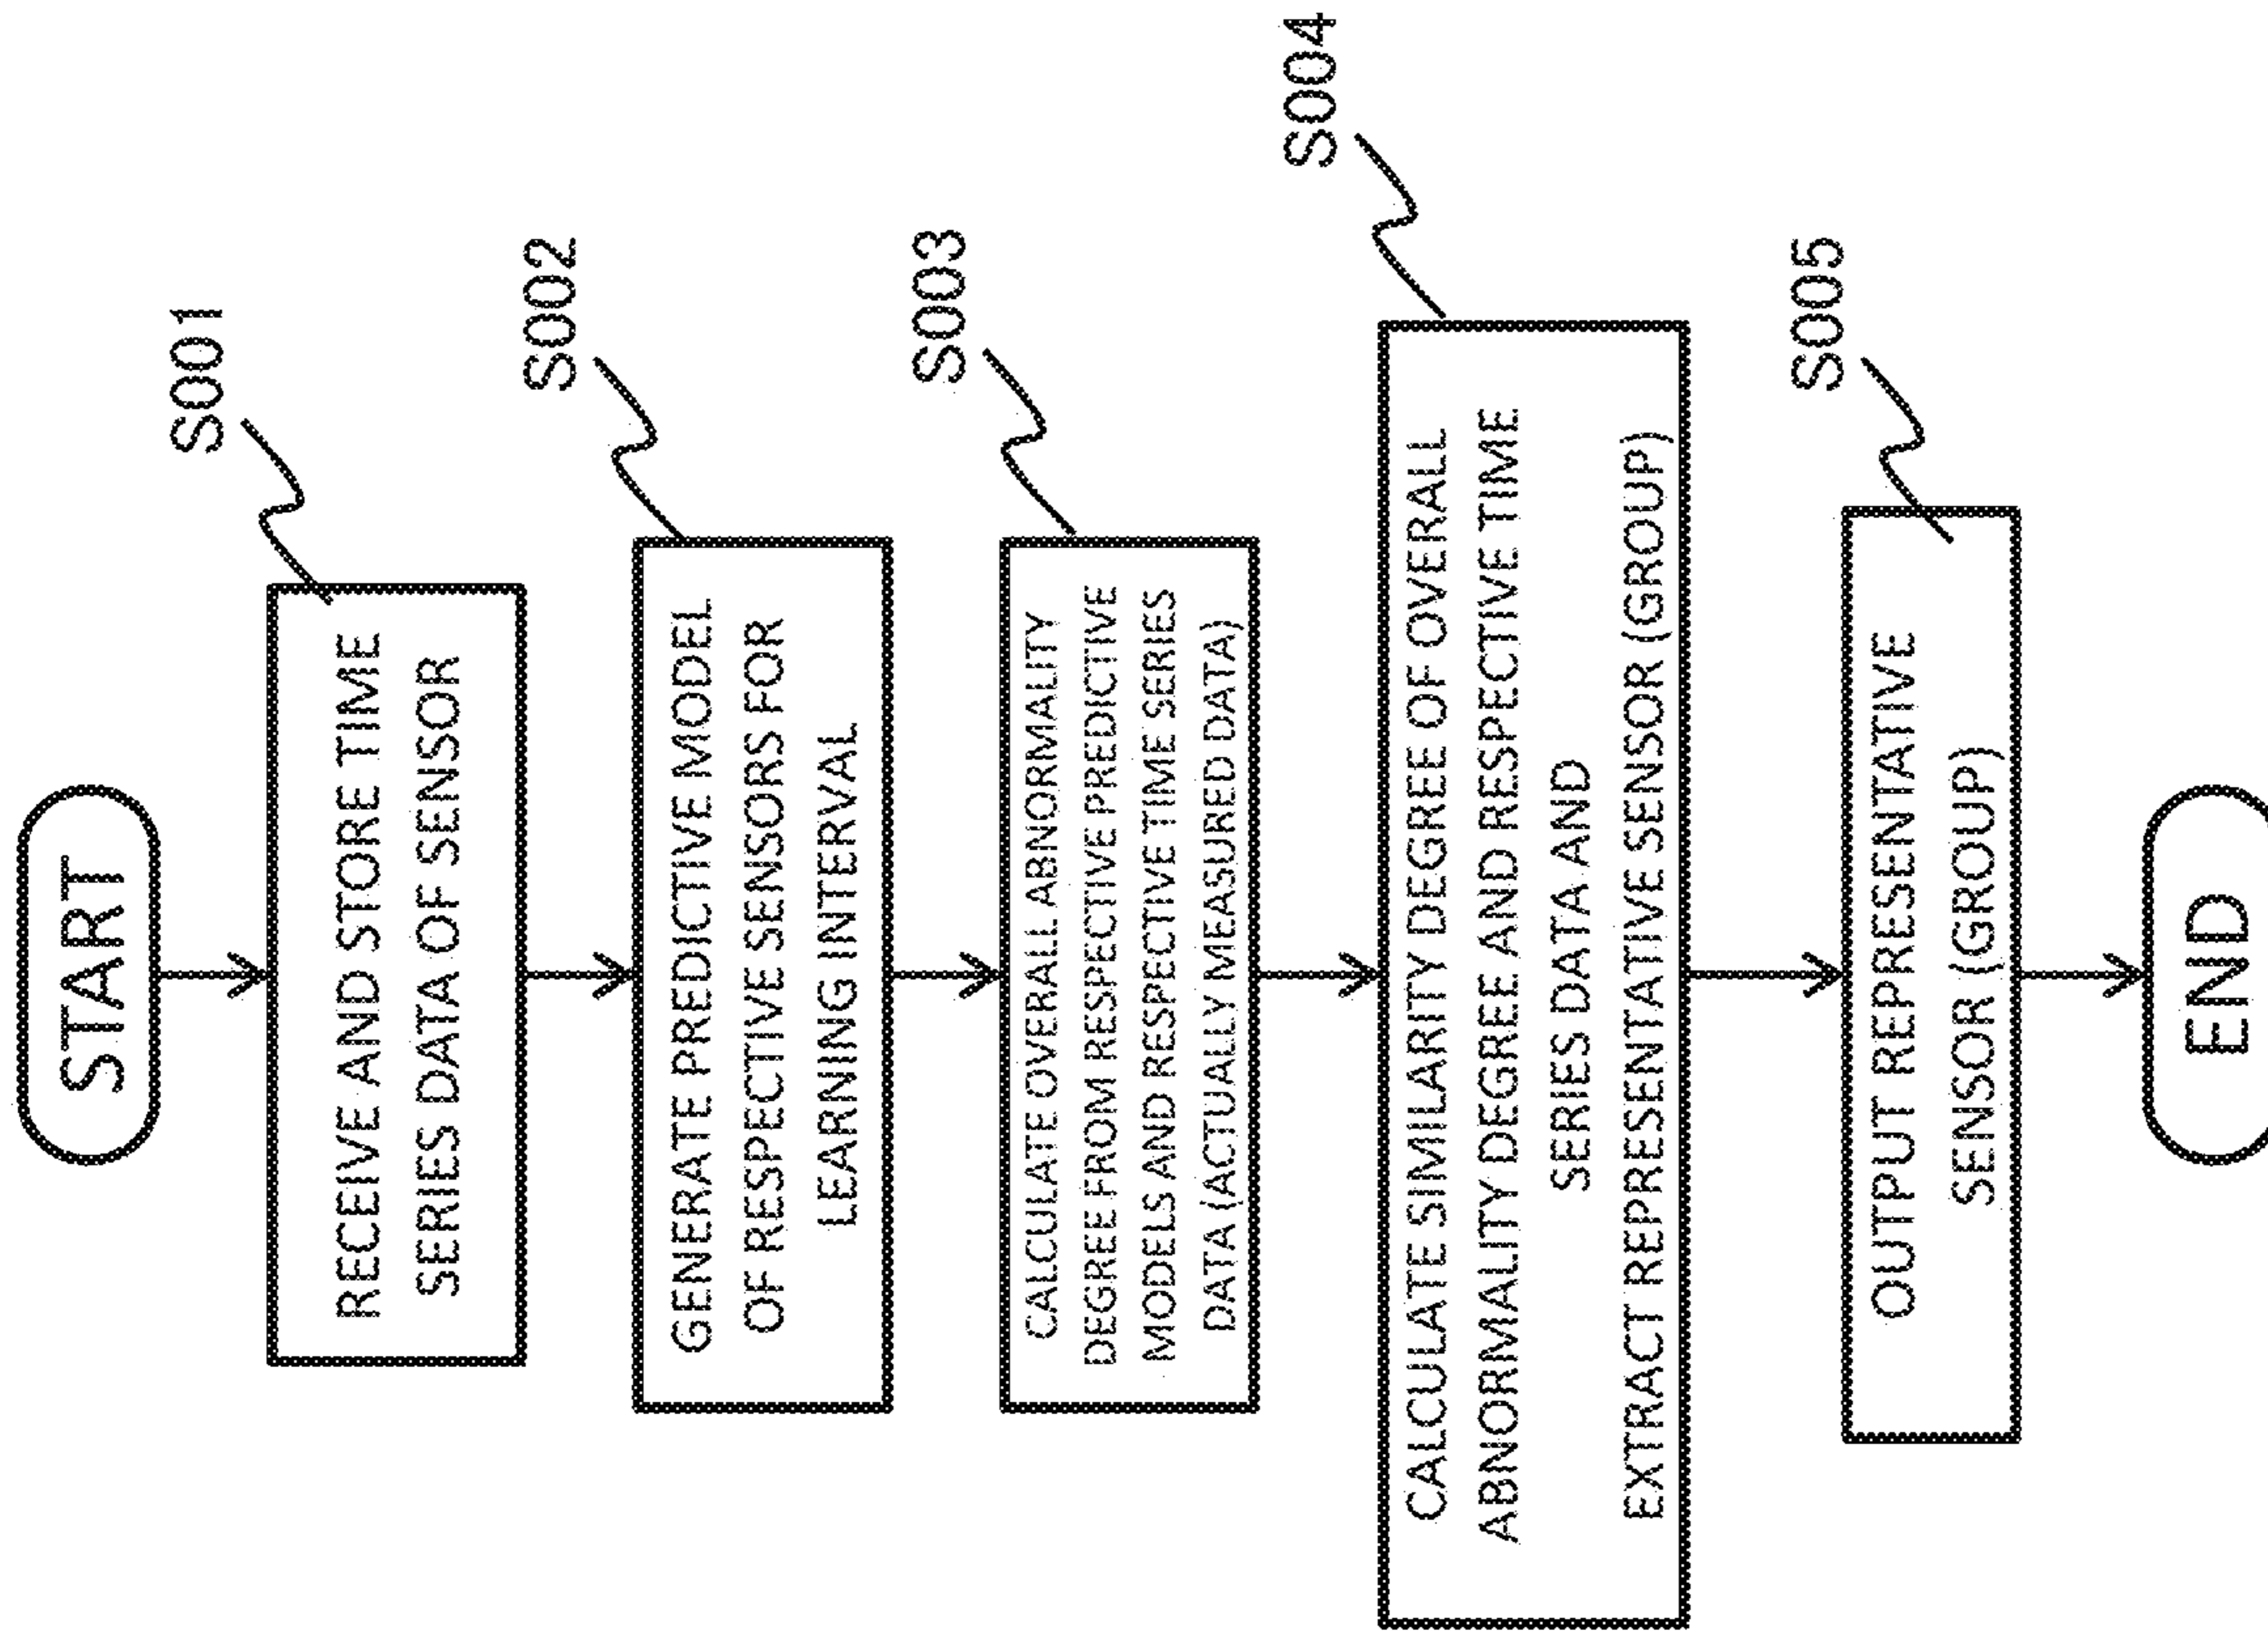 START
S001
RECEIVE AND STORE TIME
SERIES DATA OF SENSOR
S002
GENERATE PREDICTIVE MODEL
OF RESPECTIVE SENSORS FOR
LEARNING INTERVAL
S003
CALCULATE OVERALL ABNORMALITY
DEGREE FROM RESPECTIVE PREDICTIVE
MODELS AND RESPECTIVE TIME SERIES
DATA (ACTUALLY MEASURED DATA)
S004
CALCULATE SIMILARITY DEGREE OF OVERALL
ABNORMALITY DEGREE AND RESPECTIVE TIME
SERIES DATA AND
EXTRACT REPRESENTATIVE SENSOR (GROUP)
S005
OUTPUT REPRESENTATIVE
SENSOR (GROUP)
END